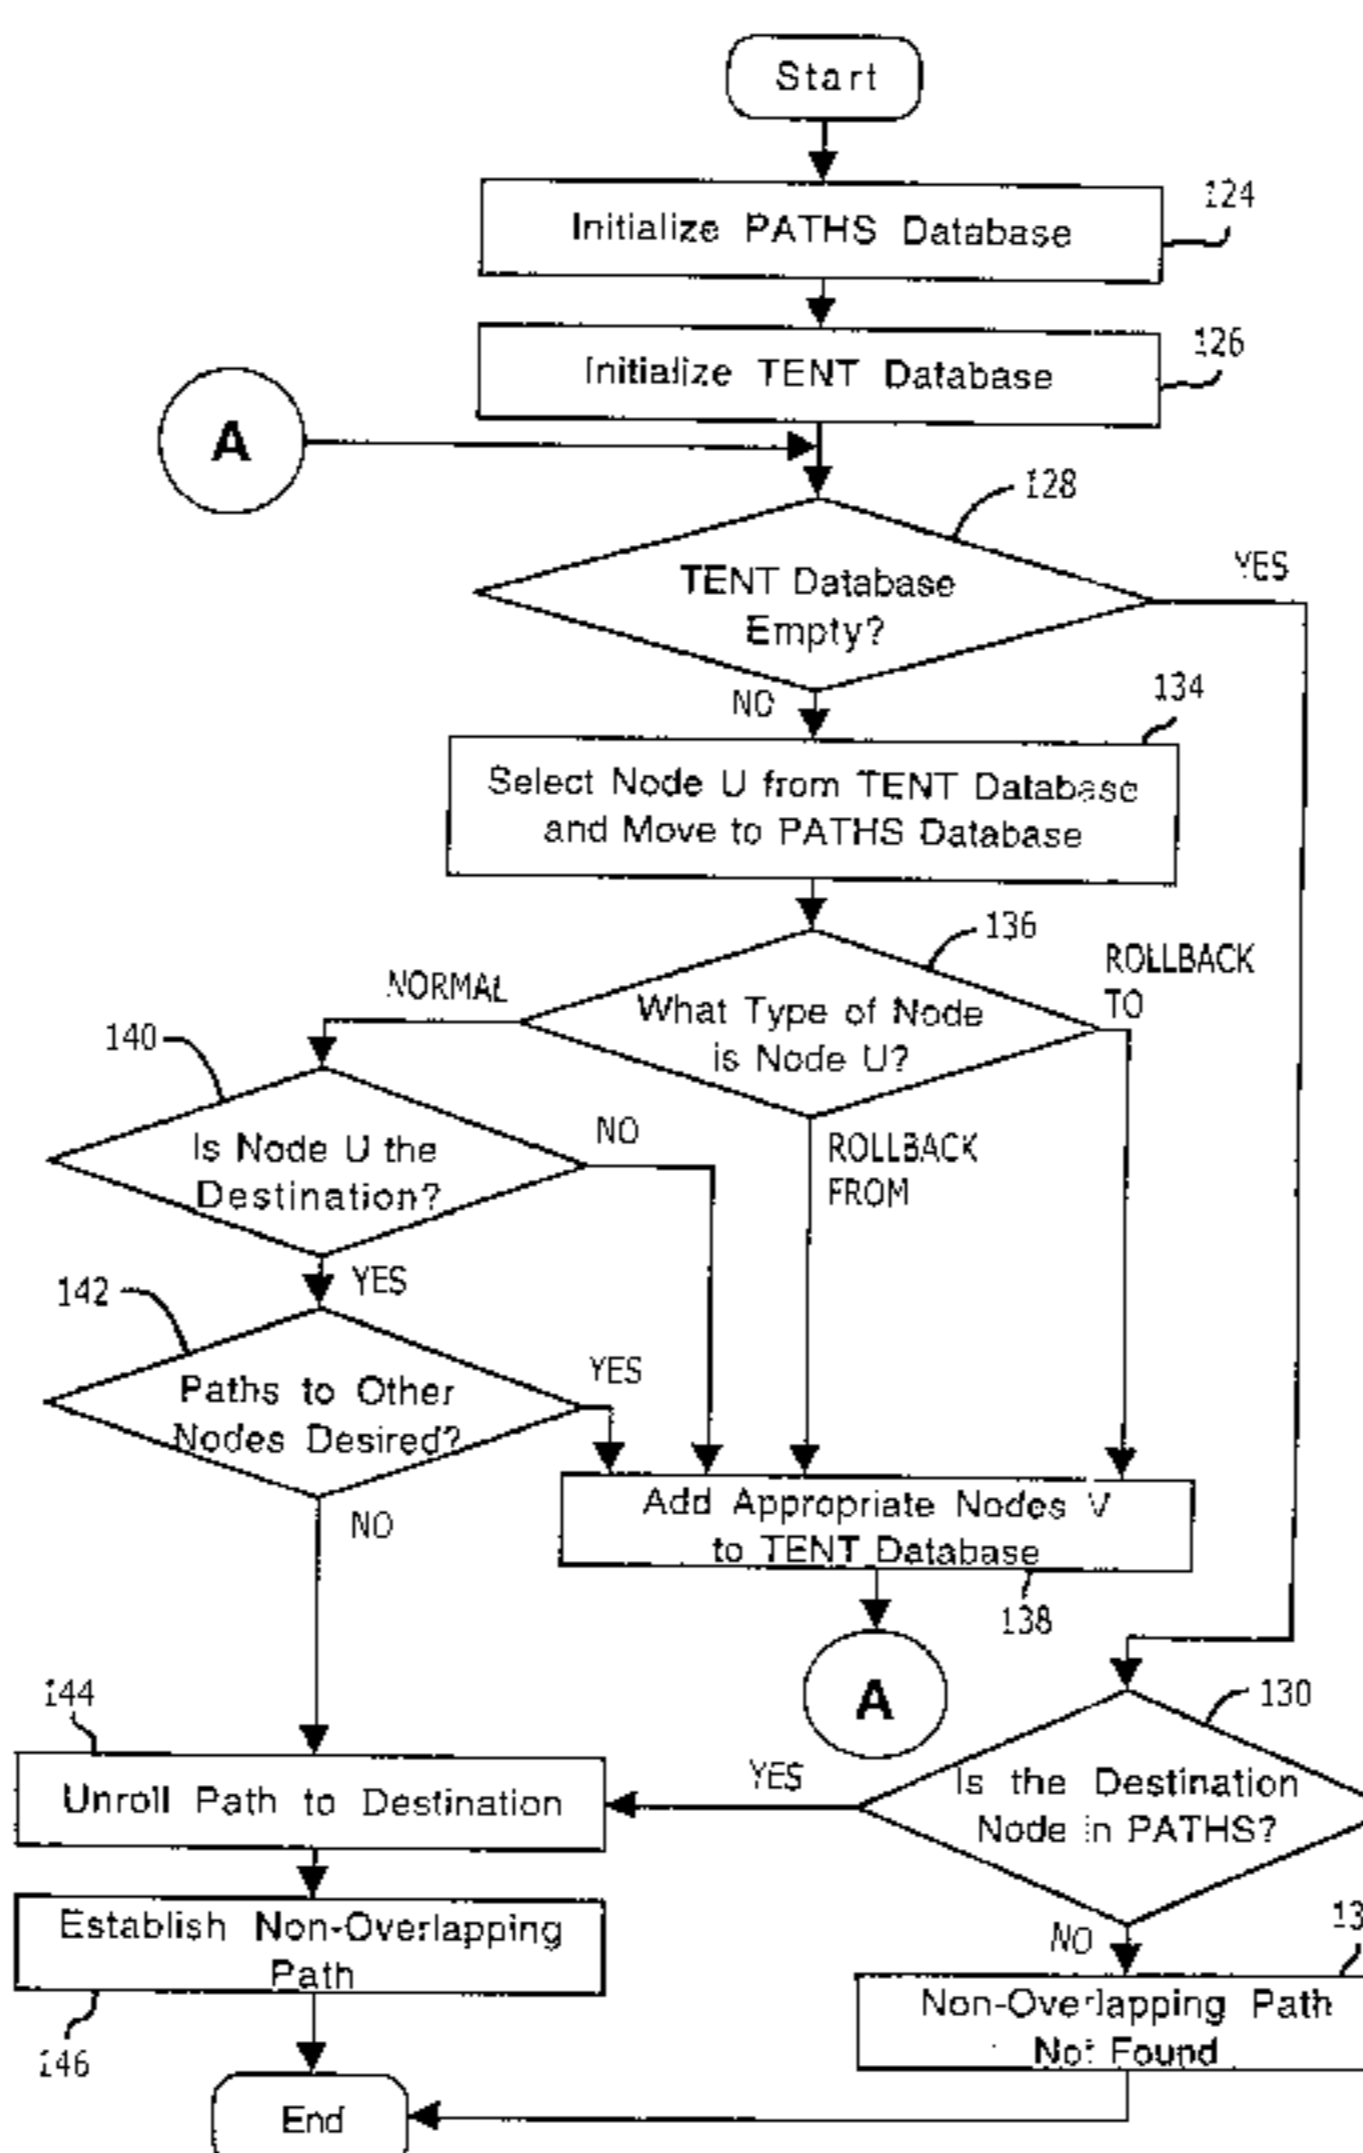 Start
124
Initialize PATHS Database
126
Initialize TENT Database
A
128
TENT Database
Empty?
YES
NO
134
Select Node U from TENT Database
and Move to PATHS Database
136
ROLLBACK
TO
NORMAL
What Type of Node
is Node U?
140
NO
ROLLBACK
FROM
Is Node U the
Destination?
YES
142
YES
Paths to Other
Nodes Desired?
NO
Add Appropriate Nodes V
to TENT Database
138
A
144
130
YES
Unroll Path to Destination
Is the Destination
Node in PATHS?
Establish Non-Overlapping
Path
NO
Non-Overlapping Path
Not Found
146
End